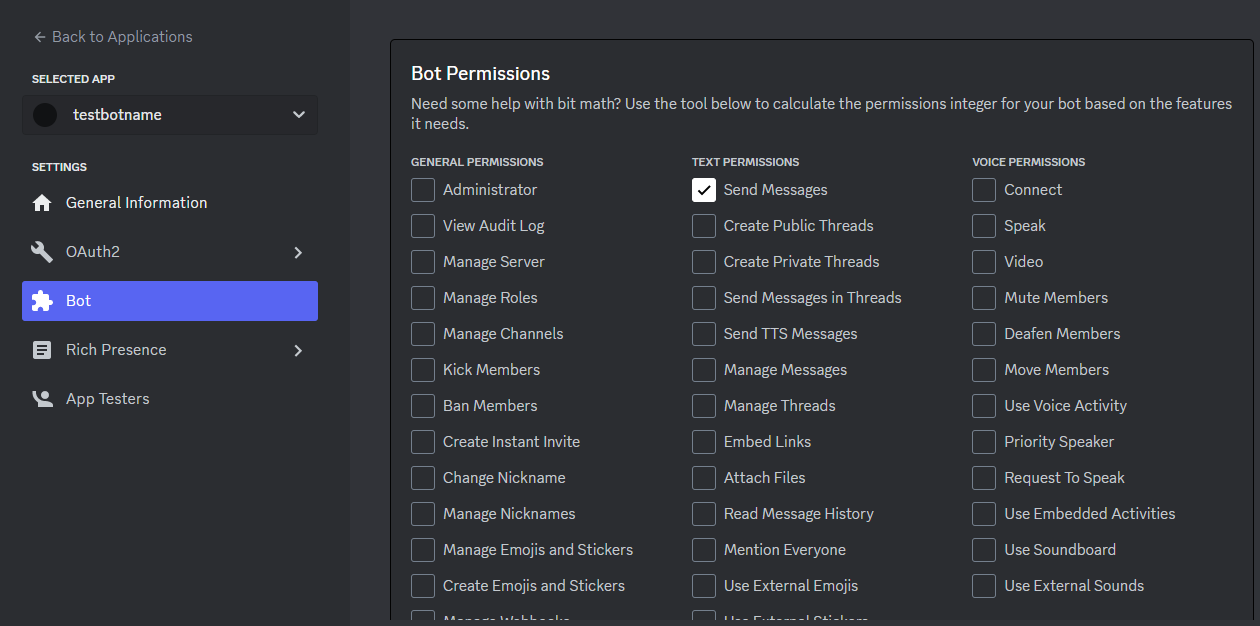 Back to Applications
SELECTED APP
testbotname
SETTINGS
General Information
OAuth2
Bot
Rich Presence
App Testers
Bot Permissions
Need some help with bit math? Use the tool below to calculate the permissions integer for your bot based on the features
it needs.
GENERAL PERMISSIONS
Administrator
View Audit Log
Manage Server
Manage Roles
Manage Channels
Kick Members
Ban Members
Create Instant Invite
Change Nickname
Manage Nicknames
Manage Emojis and Stickers
Create Emojis and Stickers
Manage Webhooks
TEXT PERMISSIONS
Send Messages
Create Public Threads
Create Private Threads
Send Messages in Threads
Send TTS Messages
Manage Messages
Manage Threads
Embed Links
Attach Files
Read Message History
Mention Everyone
Use External Emojis
Use External Stickers
VOICE PERMISSIONS
Connect
Speak
Video
Mute Members
Deafen Members
Move Members
Use Voice Activity
Priority Speaker
Request To Speak
Use Embedded Activities
Use Soundboard
Use External Sounds